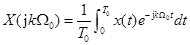 X(jkΩ₀) = 1/T₀ ∫₀^T₀ x(t)e^(-jkΩ₀t) dt